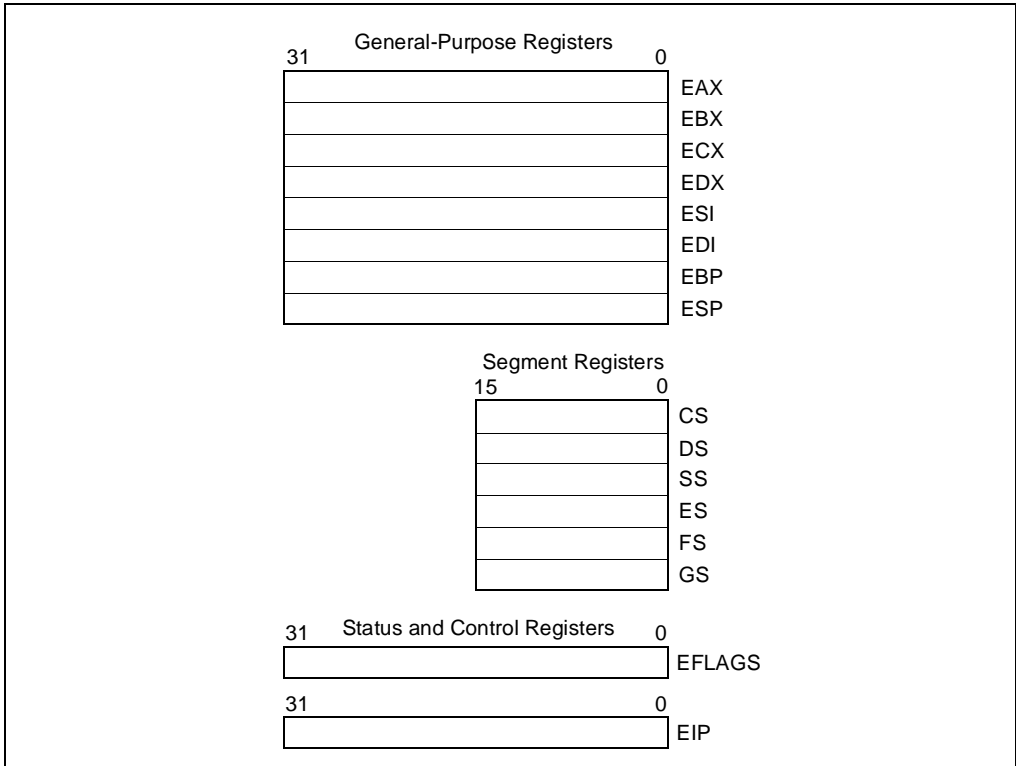 General-Purpose Registers
31 0
EAX
EBX
ECX
EDX
ESI
EDI
EBP
ESP
Segment Registers
15 0
CS
DS
SS
ES
FS
GS
31 Status and Control Registers 0
EFLAGS
31 0
EIP